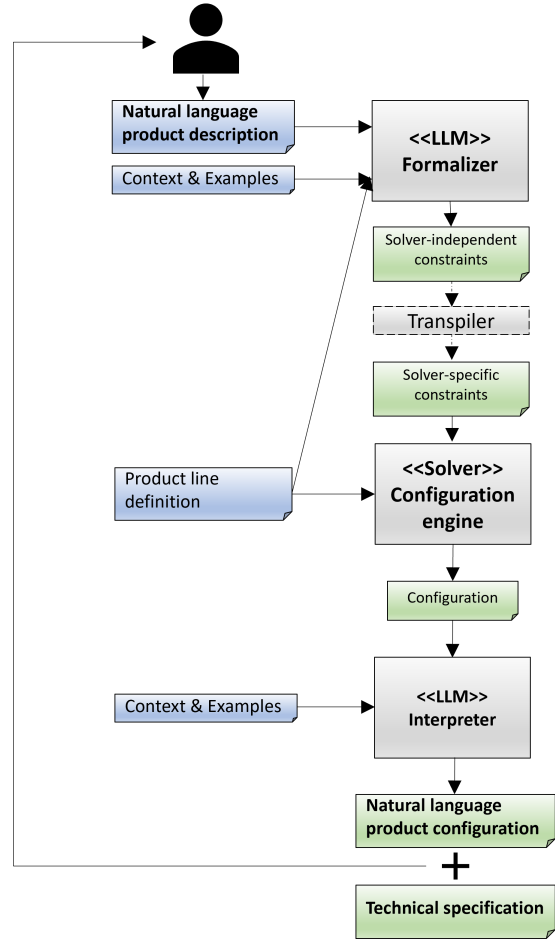 Natural language
product description
<<LLM>>
Formalizer
Context & Examples
Solver-independent
constraints
Transpiler
Solver-specific
constraints
Product line
definition
<<Solver>>
Configuration
engine
Configuration
Context & Examples
<<LLM>>
Interpreter
Natural language
product configuration
+
Technical specification